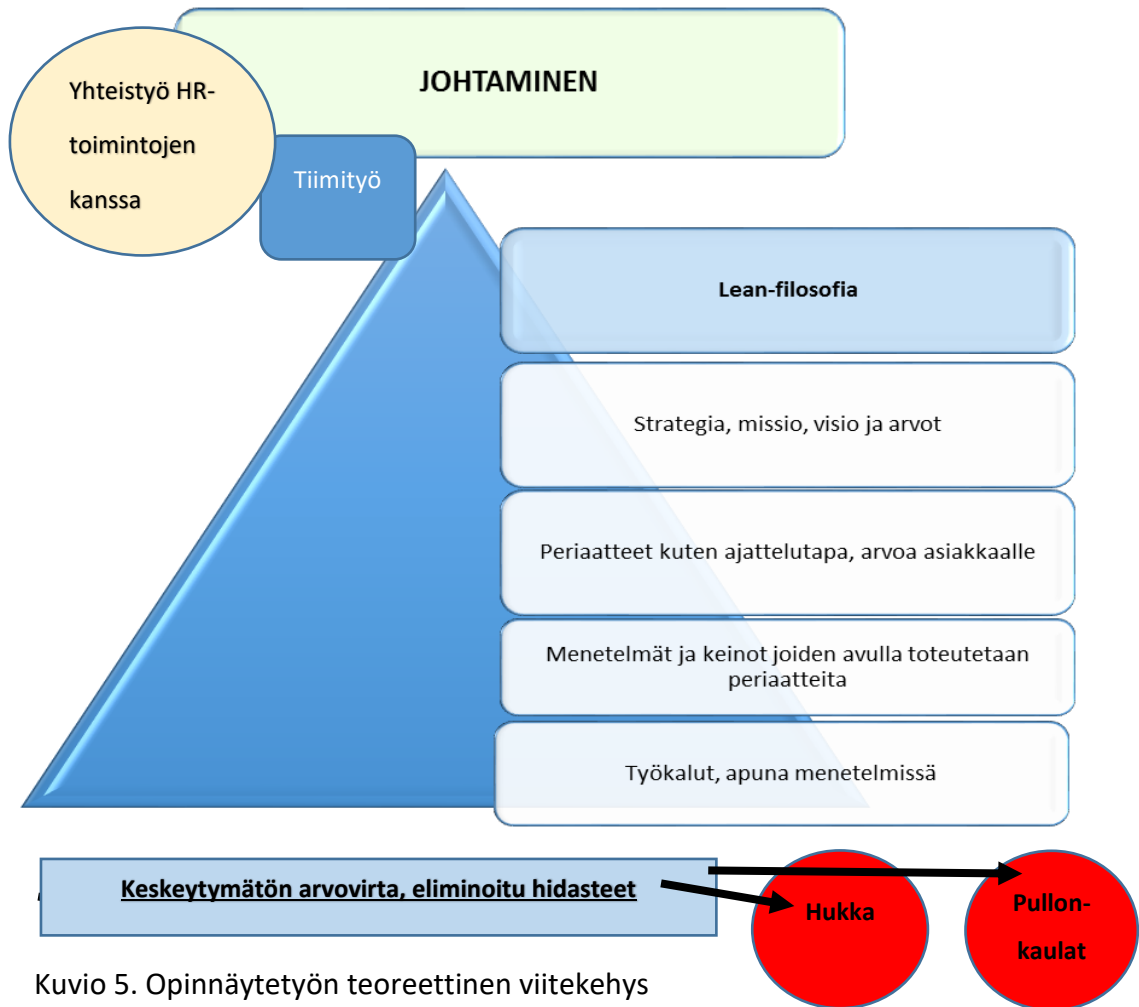 JOHTAMINEN
Yhteistyö HR-
toimintojen
kanssa
Tiimityö
Lean-filosofia
Strategia, missio, visio ja arvot
Periaatteet kuten ajattelutapa, arvoa asiakkaalle
Menetelmät ja keinot joiden avulla toteutetaan
periaatteita
Työkalut, apuna menetelmissä
Keskeytymätön arvovirta, eliminoitu hidasteet
Hukka
Pullon-
kaulat
Kuvio 5. Opinnäytetyön teoreettinen viitekehys